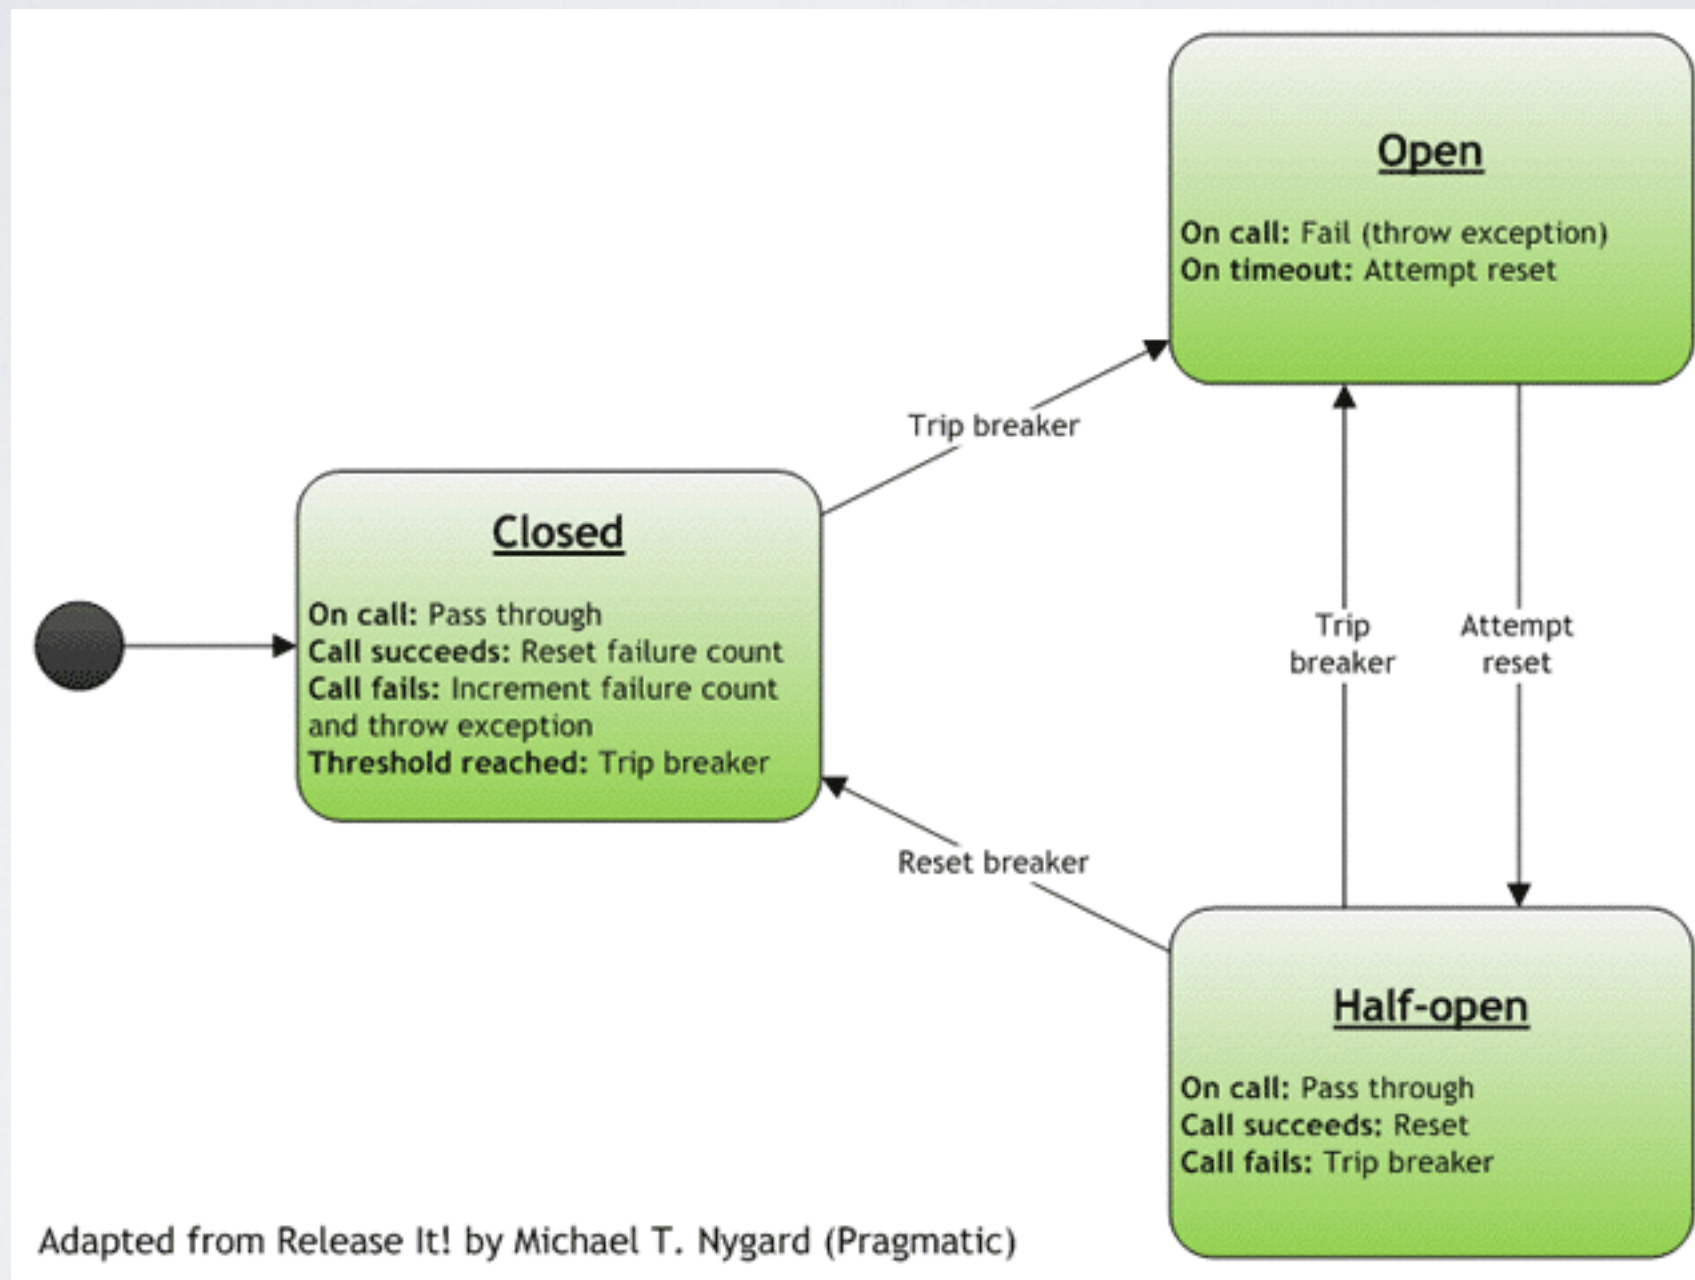 Open
On call: Fail (throw exception)
On timeout: Attempt reset
Trip breaker
Closed
On call: Pass through
Call succeeds: Reset failure count
Call fails: Increment failure count
and throw exception
Threshold reached: Trip breaker
Trip
breaker
Attempt
reset
Reset breaker
Half-open
On call: Pass through
Call succeeds: Reset
Call fails: Trip breaker
Adapted from Release It! by Michael T. Nygard (Pragmatic)